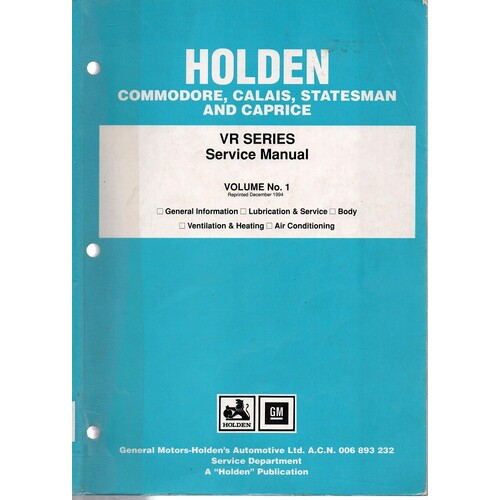 HOLDEN
COMMODORE, CALAIS, STATESMAN
AND CAPRICE
VR SERIES
Service Manual
VOLUME No. 1
Reprinted December 1994
☐ General Information ☐ Lubrication & Service ☐ Body
☐ Ventilation & Heating ☐ Air Conditioning
HOLDEN
GM
General Motors-Holden's Automotive Ltd. A.C.N. 006 893 232
Service Department
A "Holden" Publication